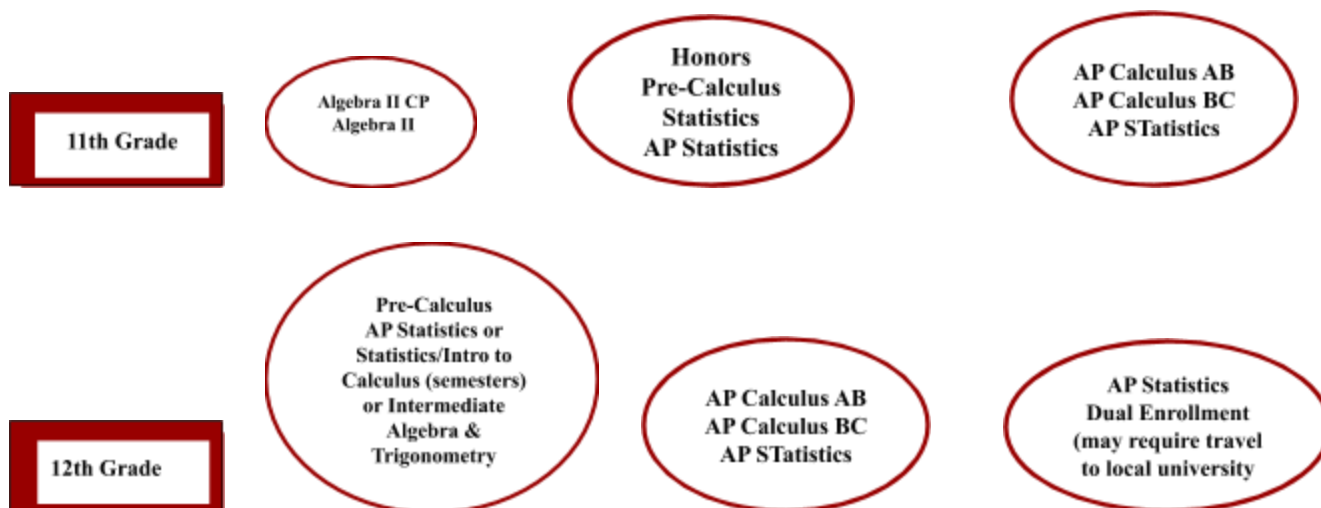 11th Grade
Algebra II CP
Algebra II
Honors
Pre-Calculus
Statistics
AP Statistics
AP Calculus AB
AP Calculus BC
AP STatistics
12th Grade
Pre-Calculus
AP Statistics or
Statistics/Intro to
Calculus (semesters)
or Intermediate
Algebra &
Trigonometry
AP Calculus AB
AP Calculus BC
AP STatistics
AP Statistics
Dual Enrollment
(may require travel
to local university